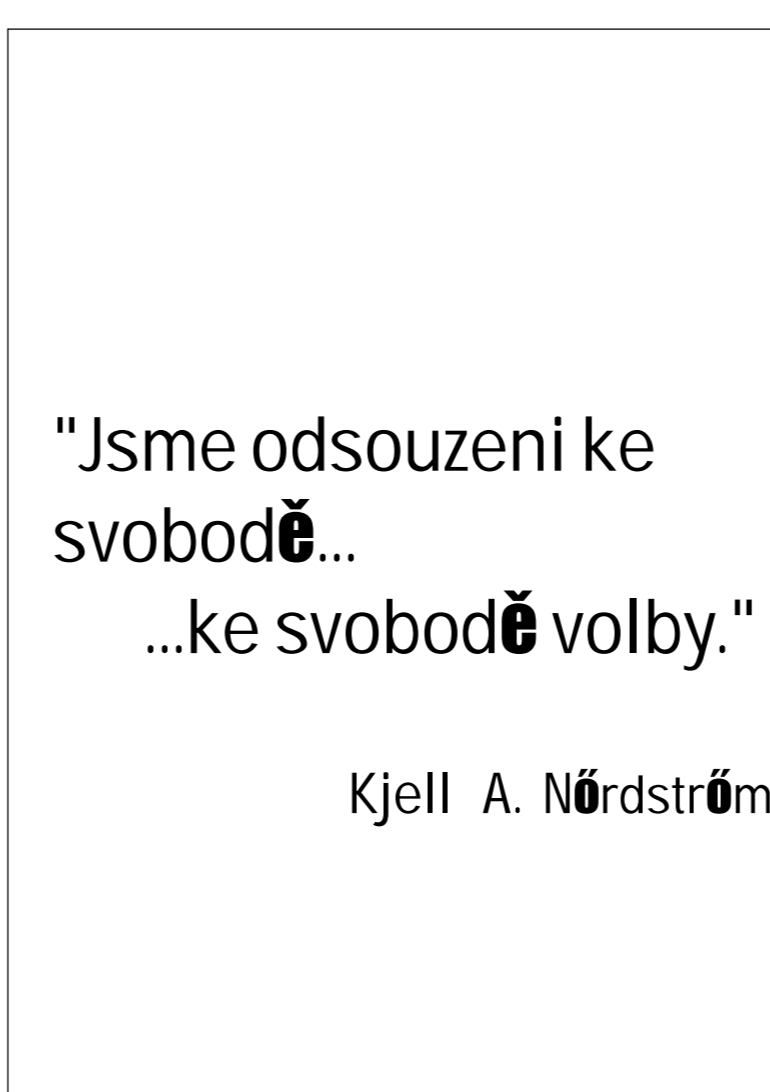 "Jsme odsouzeni ke
svobodě...
...ke svobodě volby."
Kjell A. Nőrdstrőm